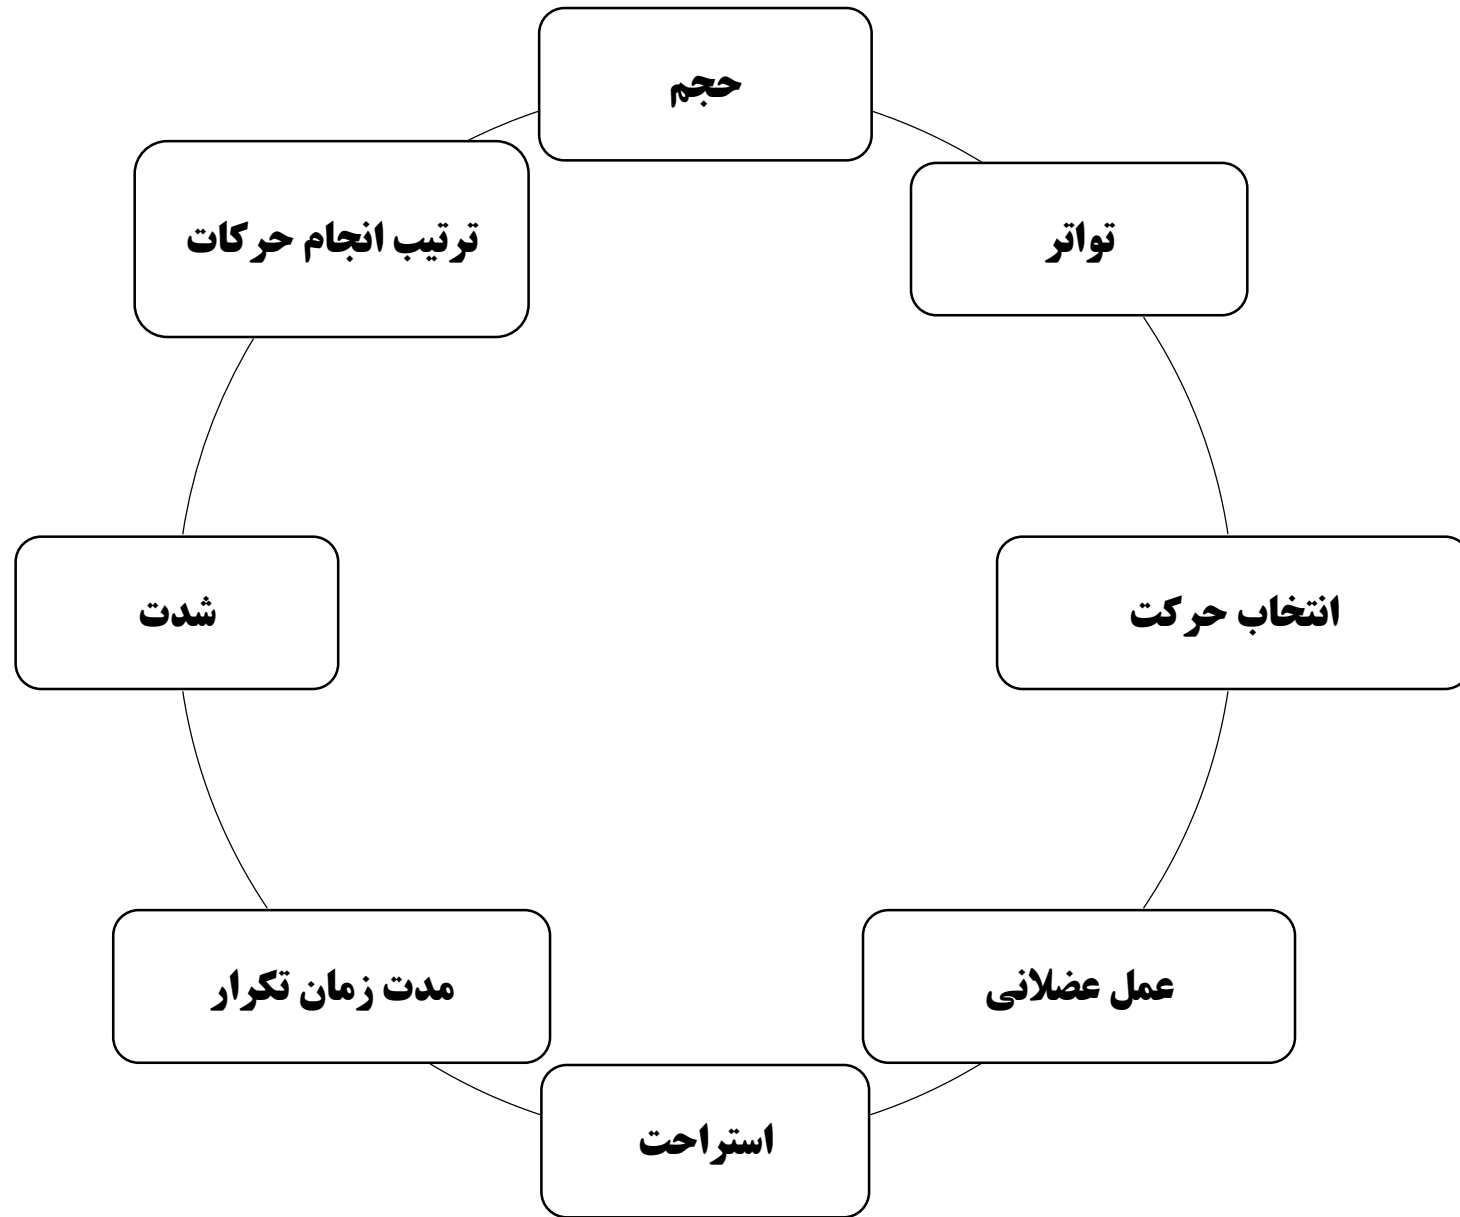 حجم
تواتر
انتخاب حرکت
عمل عضلانی
استراحت
مدت زمان تکرار
شدت
ترتیب انجام حرکات